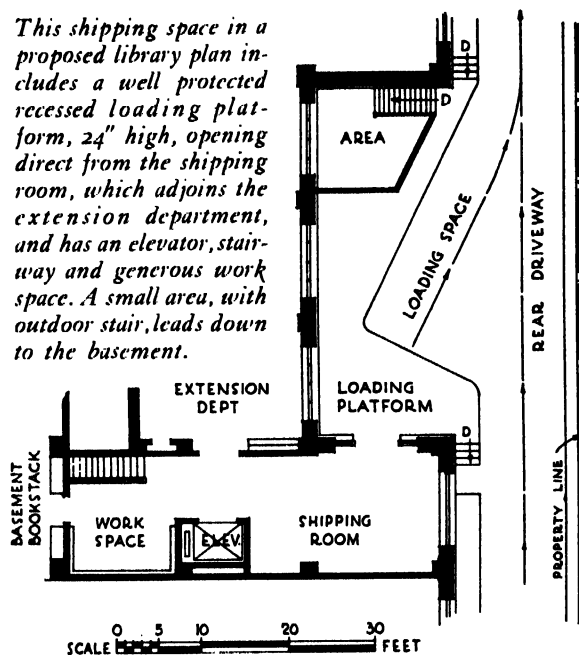 This shipping space in a
proposed library plan in-
cludes a well protected
recessed loading plat-
form, 24" high, opening
direct from the shipping
room, which adjoins the
extension department,
and has an elevator, stair-
way and generous work
space. A small area, with
outdoor stair, leads down
to the basement.
D
D
AREA
LOADING SPACE
REAR DRIVEWAY
EXTENSION
DEPT
LOADING
PLATFORM
D
BASEMENT
BOOKSTACK
WORK
SPACE
ELEV.
SHIPPING
ROOM
PROPERTY LINE
0 5 10 20 30
SCALE FEET